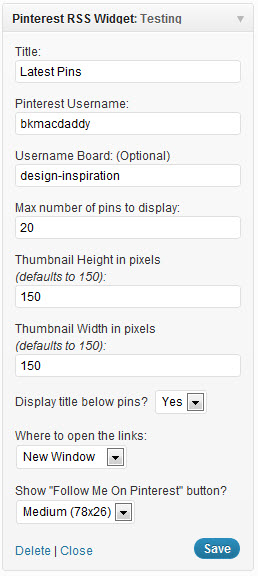 Pinterest RSS Widget: Testing
Title:
Latest Pins
Pinterest Username:
bkmacdaddy
Username Board: (Optional)
design-inspiration
Max number of pins to display:
20
Thumbnail Height in pixels
(defaults to 150):
150
Thumbnail Width in pixels
(defaults to 150):
150
Display title below pins? Yes
Where to open the links:
New Window
Show "Follow Me On Pinterest" button?
Medium (78x26)
Delete | Close Save